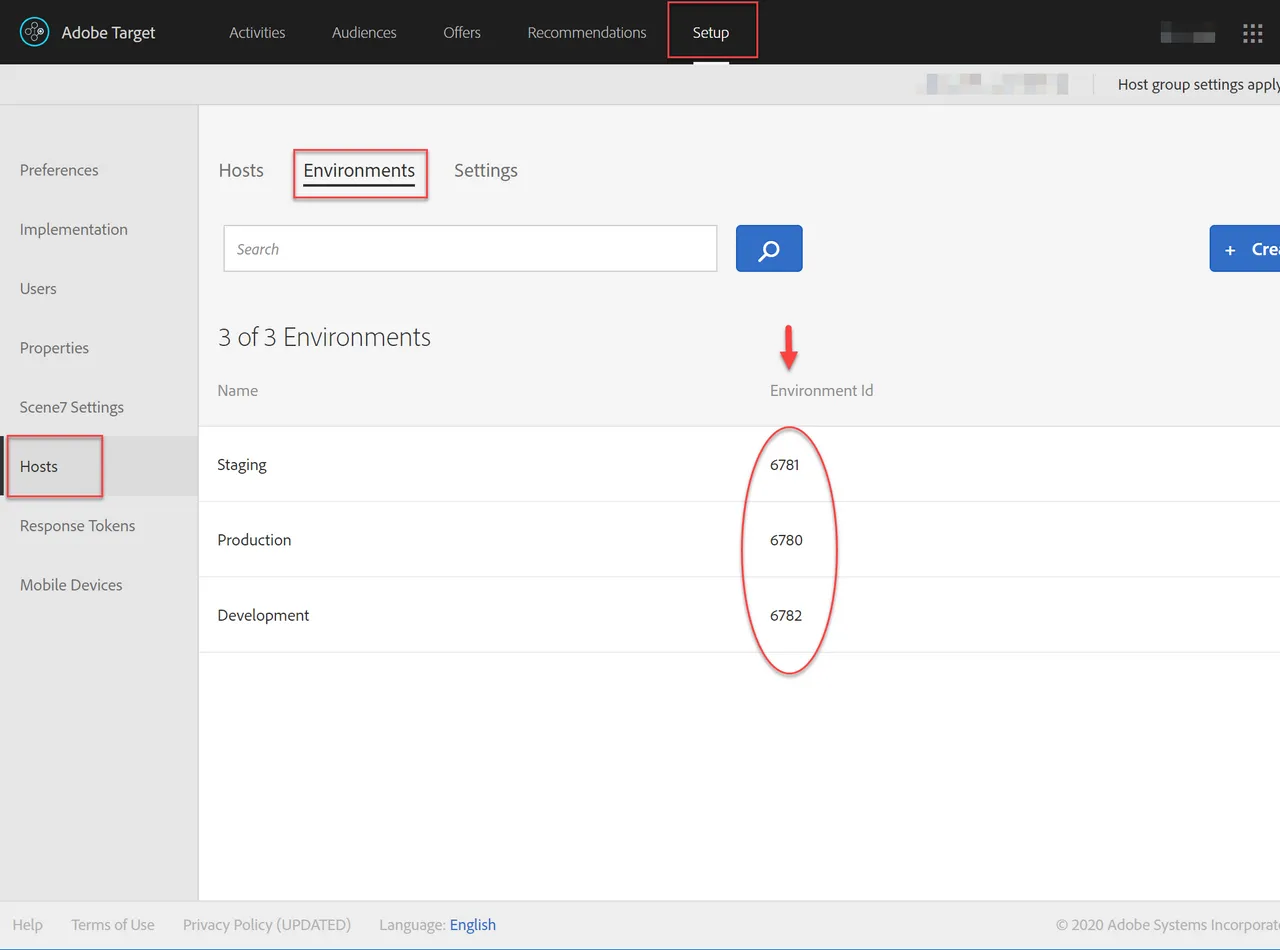 Adobe Target Activities Audiences Offers Recommendations Setup
Host group settings apply
Preferences
Implementation
Users
Properties
Scene7 Settings
Hosts
Response Tokens
Mobile Devices
Hosts Environments Settings
Search
+
3 of 3 Environments
Name Environment Id
Staging 6781
Production 6780
Development 6782
Help Terms of Use Privacy Policy (UPDATED) Language: English © 2020 Adobe Systems